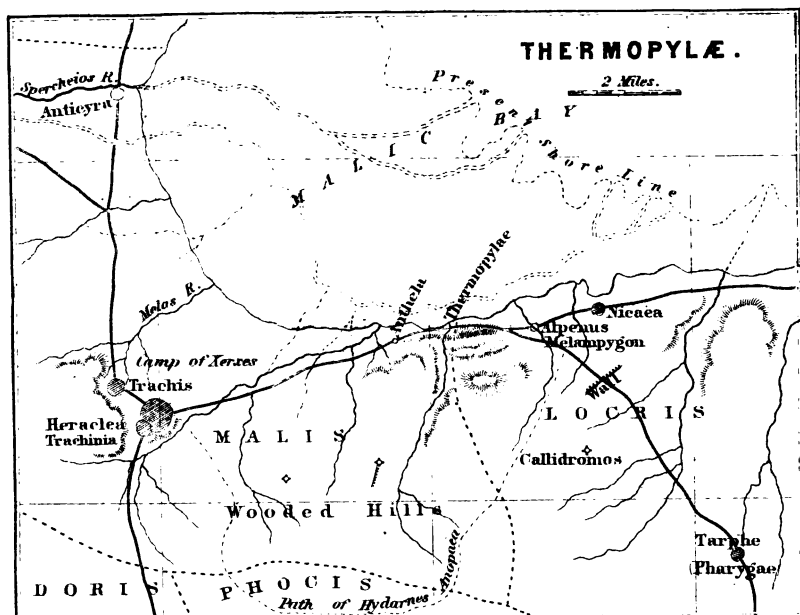 THERMOPYLÆ.
2 Miles.
Spercheios R.
Anticyra
Present Shore Line
MALIC BAY
Melas R.
Anthela
Thermopylae
Nicaea
Alpenus
Melampygon
Camp of Xerxes
Trachis
Wall
LOCRIS
Heraclea
Trachinia
MALIS
Callidromos
Wooded Hills
Anopaea
Tarphe
(Pharygae)
DORIS
PHOCIS
Path of Hydarnes